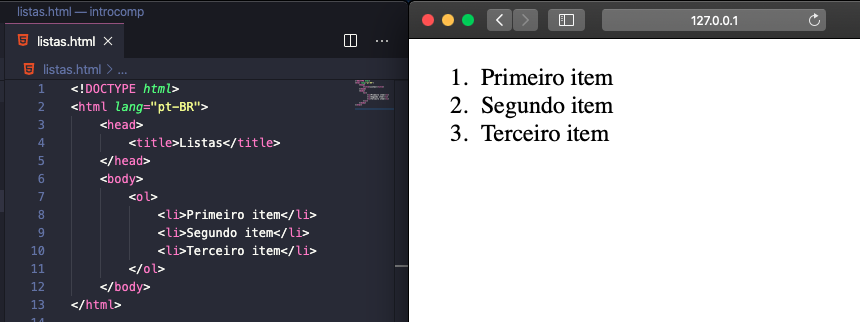 listas.html — introcomp
listas.html ×
listas.html > ...
1 <!DOCTYPE html>
2 <html lang="pt-BR">
3 <head>
4 <title>Listas</title>
5 </head>
6 <body>
7 <ol>
8 <li>Primeiro item</li>
9 <li>Segundo item</li>
10 <li>Terceiro item</li>
11 </ol>
12 </body>
13 </html>
14
127.0.0.1
1. Primeiro item
2. Segundo item
3. Terceiro item